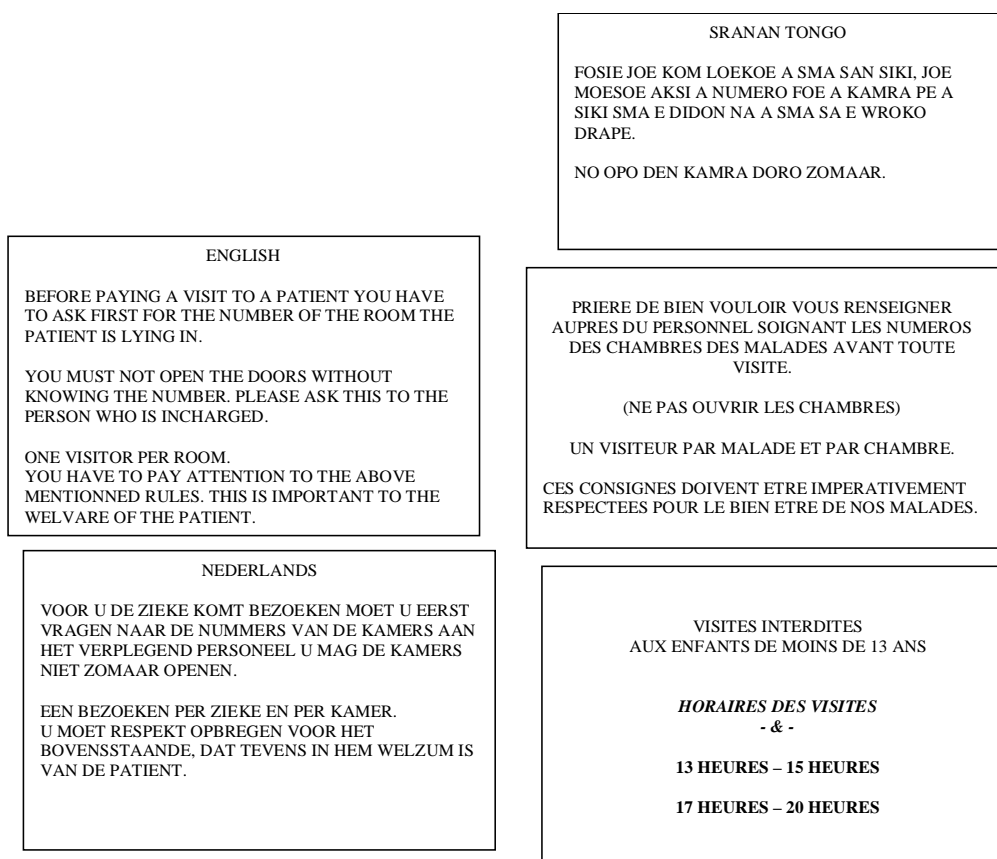 SRANAN TONGO
FOSIE JOE KOM LOEKOE A SMA SAN SIKI, JOE
MOESOE AKSI A NUMERO FOE A KAMRA PE A
SIKI SMA E DIDON NA A SMA SA E WROKO
DRAPE.
NO OPO DEN KAMRA DORO ZOMAAR.
ENGLISH
BEFORE PAYING A VISIT TO A PATIENT YOU HAVE
TO ASK FIRST FOR THE NUMBER OF THE ROOM THE
PATIENT IS LYING IN.
YOU MUST NOT OPEN THE DOORS WITHOUT
KNOWING THE NUMBER. PLEASE ASK THIS TO THE
PERSON WHO IS INCHARGED.
ONE VISITOR PER ROOM.
YOU HAVE TO PAY ATTENTION TO THE ABOVE
MENTIONNED RULES. THIS IS IMPORTANT TO THE
WELVARE OF THE PATIENT.
PRIERE DE BIEN VOULOIR VOUS RENSEIGNER
AUPRES DU PERSONNEL SOIGNANT LES NUMEROS
DES CHAMBRES DES MALADES AVANT TOUTE
VISITE.
(NE PAS OUVRIR LES CHAMBRES)
UN VISITEUR PAR MALADE ET PAR CHAMBRE.
CES CONSIGNES DOIVENT ETRE IMPERATIVEMENT
RESPECTEES POUR LE BIEN ETRE DE NOS MALADES.
NEDERLANDS
VOOR U DE ZIEKE KOMT BEZOEKEN MOET U EERST
VRAGEN NAAR DE NUMMERS VAN DE KAMERS AAN
HET VERPLEGEND PERSONEEL U MAG DE KAMERS
NIET ZOMAAR OPENEN.
EEN BEZOEKEN PER ZIEKE EN PER KAMER.
U MOET RESPEKT OPBREGEN VOOR HET
BOVENSSTAANDE, DAT TEVENS IN HEM WELZUM IS
VAN DE PATIENT.
VISITES INTERDITES
AUX ENFANTS DE MOINS DE 13 ANS
HORAIRES DES VISITES
- & -
13 HEURES – 15 HEURES
17 HEURES – 20 HEURES